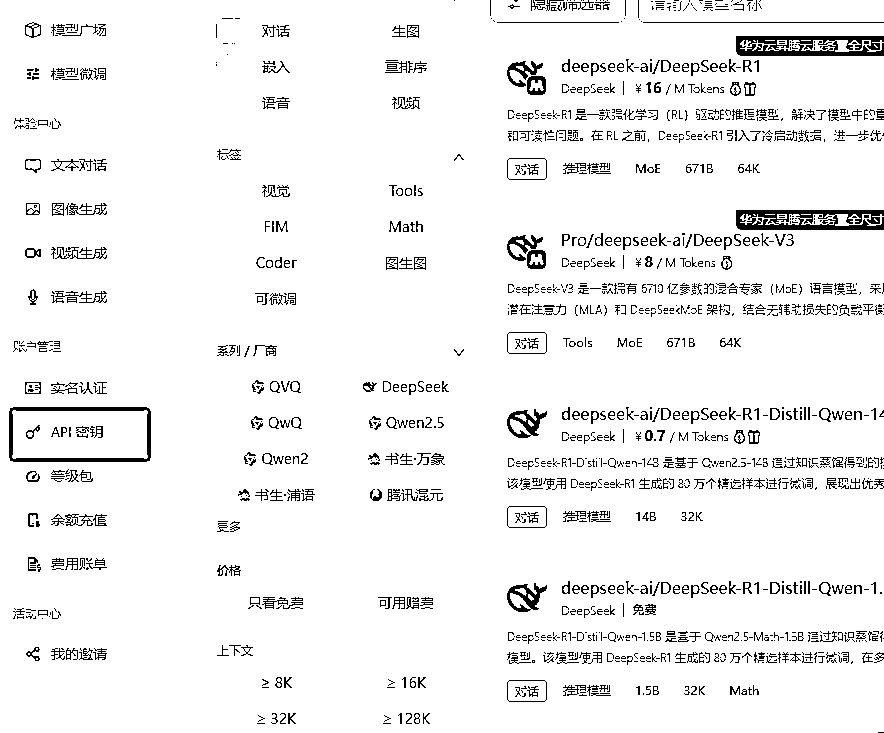 模型广场
模型微调
体验中心
文本对话
图像生成
视频生成
语音生成
账户管理
实名认证
API 密钥
等级包
余额充值
费用账单
活动中心
我的邀请
对话 生图
嵌入 重排序
语音 视频
标签
视觉 Tools
FIM Math
Coder 图生图
可微调
系列 / 厂商
QVQ DeepSeek
QwQ Qwen2.5
Qwen2 书生·万象
书生·浦语 腾讯混元
更多
价格
只看免费 可用赠费
上下文
≥ 8K ≥ 16K
≥ 32K ≥ 128K
隐藏筛选器 请输入模型名称
华为云昇腾云服务 全尺寸
deepseek-ai/DeepSeek-R1
DeepSeek | ¥ 16 / M Tokens
DeepSeek-R1 是一款强化学习（RL）驱动的推理模型，解决了模型中的重
和可读性问题。在 RL 之前，DeepSeek-R1 引入了冷启动数据，进一步优
对话 推理模型 MoE 671B 64K
华为云昇腾云服务 全尺寸
Pro/deepseek-ai/DeepSeek-V3
DeepSeek | ¥ 8 / M Tokens
DeepSeek-V3 是一款拥有 6710 亿参数的混合专家（MoE）语言模型，采用
潜在注意力（MLA）和 DeepSeekMoE 架构，结合无辅助损失的负载平衡
对话 Tools MoE 671B 64K
deepseek-ai/DeepSeek-R1-Distill-Qwen-14
DeepSeek | ¥ 0.7 / M Tokens
DeepSeek-R1-Distill-Qwen-14B 是基于 Qwen2.5-14B 通过知识蒸馏得到的模
该模型使用 DeepSeek-R1 生成的 80 万个精选样本进行微调，展现出优秀
对话 推理模型 14B 32K
deepseek-ai/DeepSeek-R1-Distill-Qwen-1.
DeepSeek | 免费
DeepSeek-R1-Distill-Qwen-1.5B 是基于 Qwen2.5-Math-1.5B 通过知识蒸馏得
模型。该模型使用 DeepSeek-R1 生成的 80 万个精选样本进行微调，在多
对话 推理模型 1.5B 32K Math